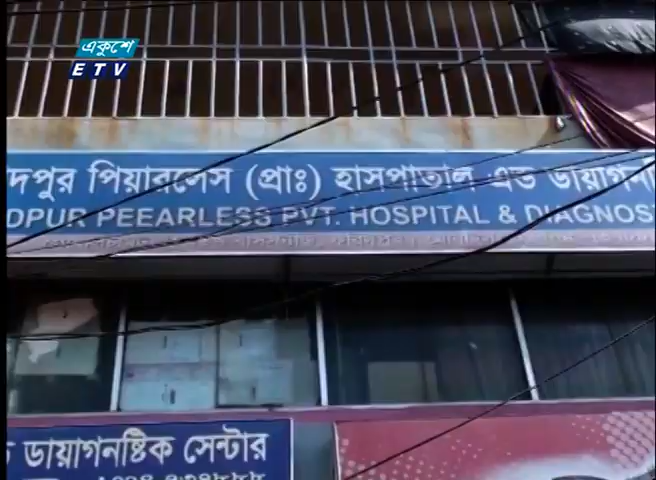 একুশে
ETV
দপুর পিয়ারলেস (প্রাঃ) হাসপাতাল এন্ড ডায়াগন
DPUR PEEARLESS PVT. HOSPITAL & DIAGNOS
ডায়াগনষ্টিক সেন্টার